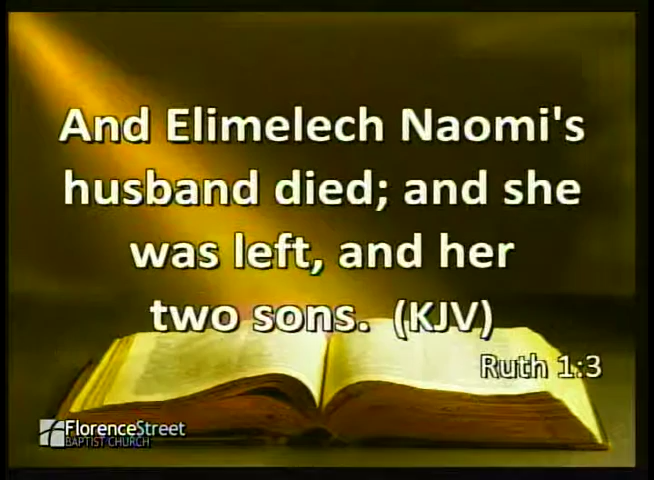 And Elimelech Naomi's
husband died; and she
was left, and her
two sons. (KJV)
Ruth 1:3
FlorenceStreet
BAPTIST CHURCH